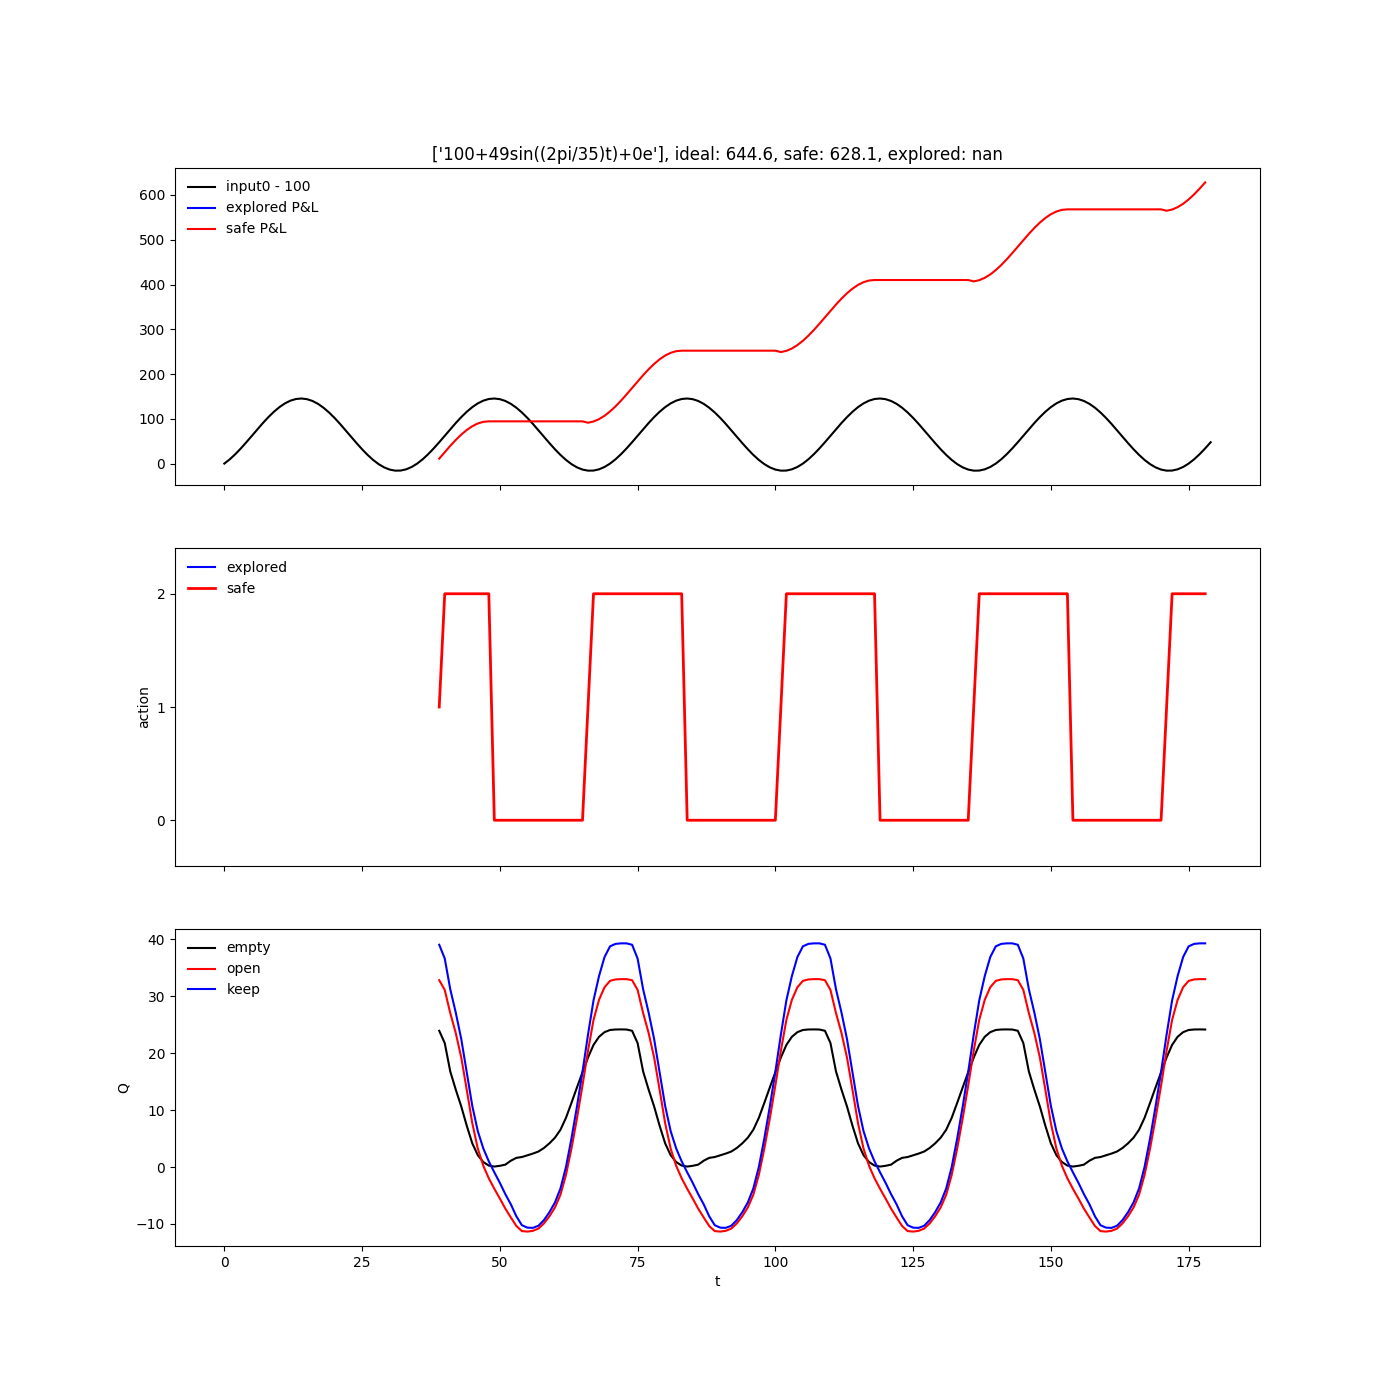 ['100+49sin((2pi/35)t)+0e'], ideal: 644.6, safe: 628.1, explored: nan
input0 - 100
explored P&L
safe P&L
600
500
400
300
200
100
0
explored
safe
2
1
0
action
empty
open
keep
40
30
20
10
0
−10
Q
0 25 50 75 100 125 150 175
t